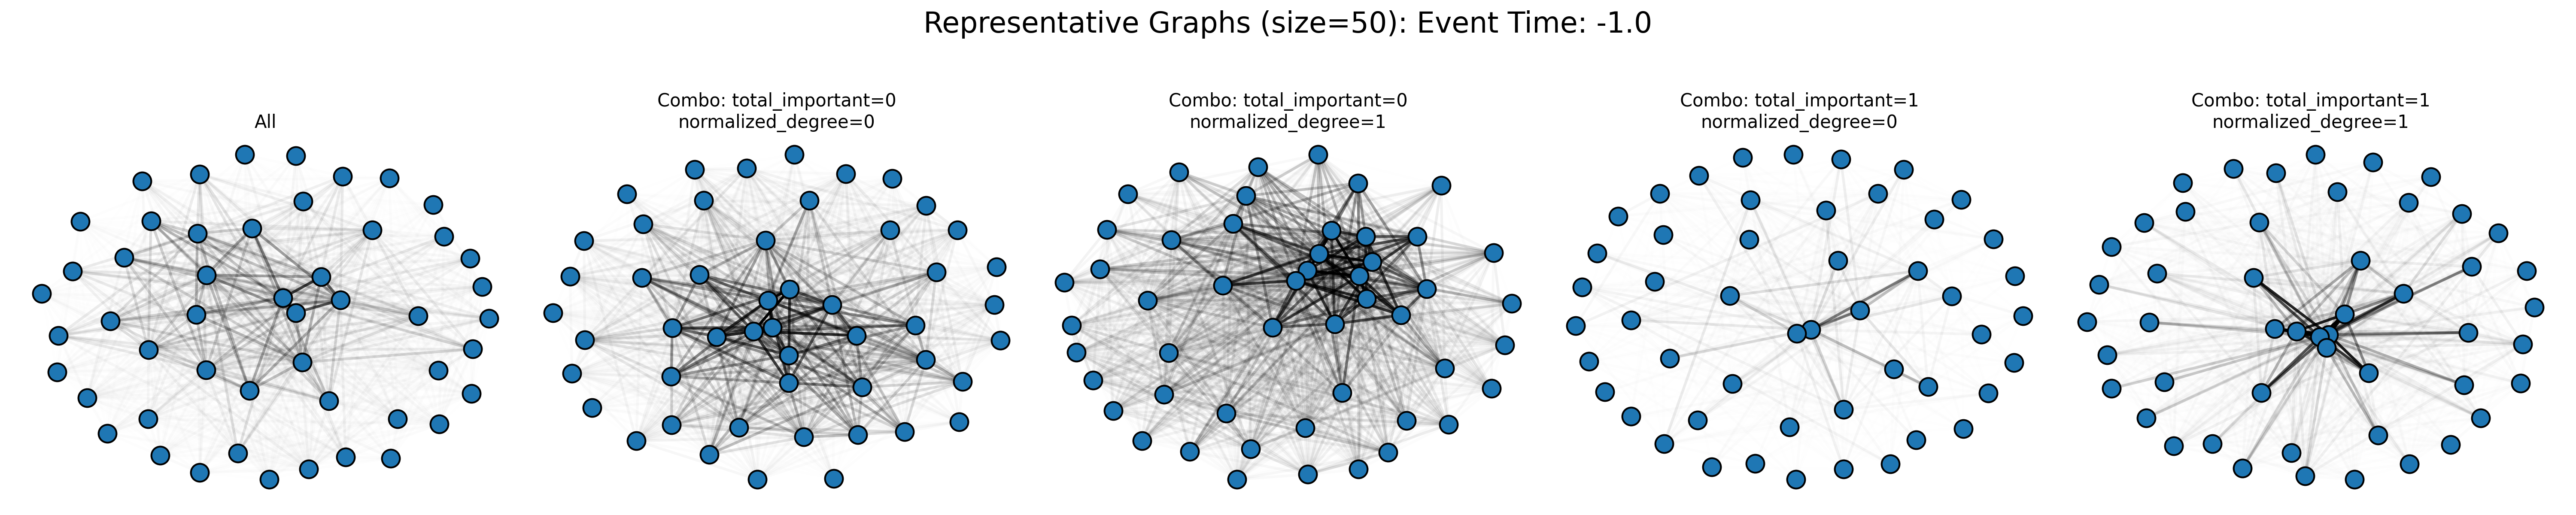 Representative Graphs (size=50): Event Time: -1.0
All
Combo: total_important=0
normalized_degree=0
Combo: total_important=0
normalized_degree=1
Combo: total_important=1
normalized_degree=0
Combo: total_important=1
normalized_degree=1